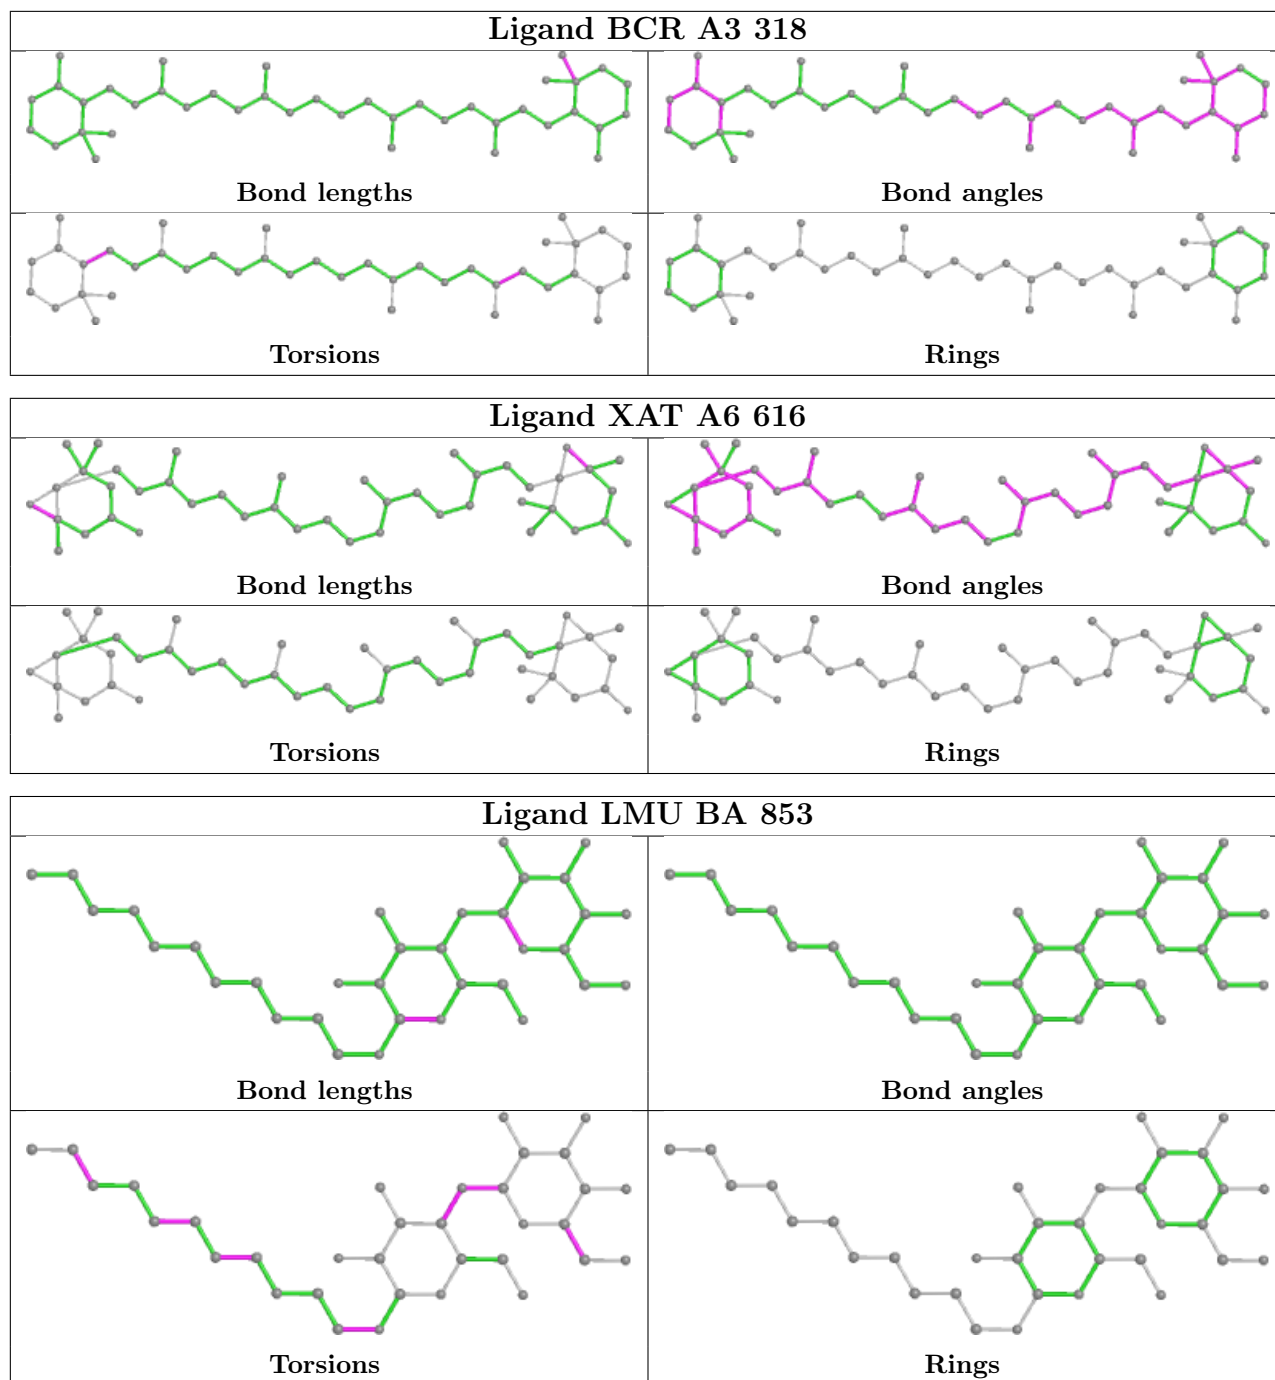 Ligand BCR A3 318
Bond lengths
Bond angles
Torsions
Rings
Ligand XAT A6 616
Bond lengths
Bond angles
Torsions
Rings
Ligand LMU BA 853
Bond lengths
Bond angles
Torsions
Rings